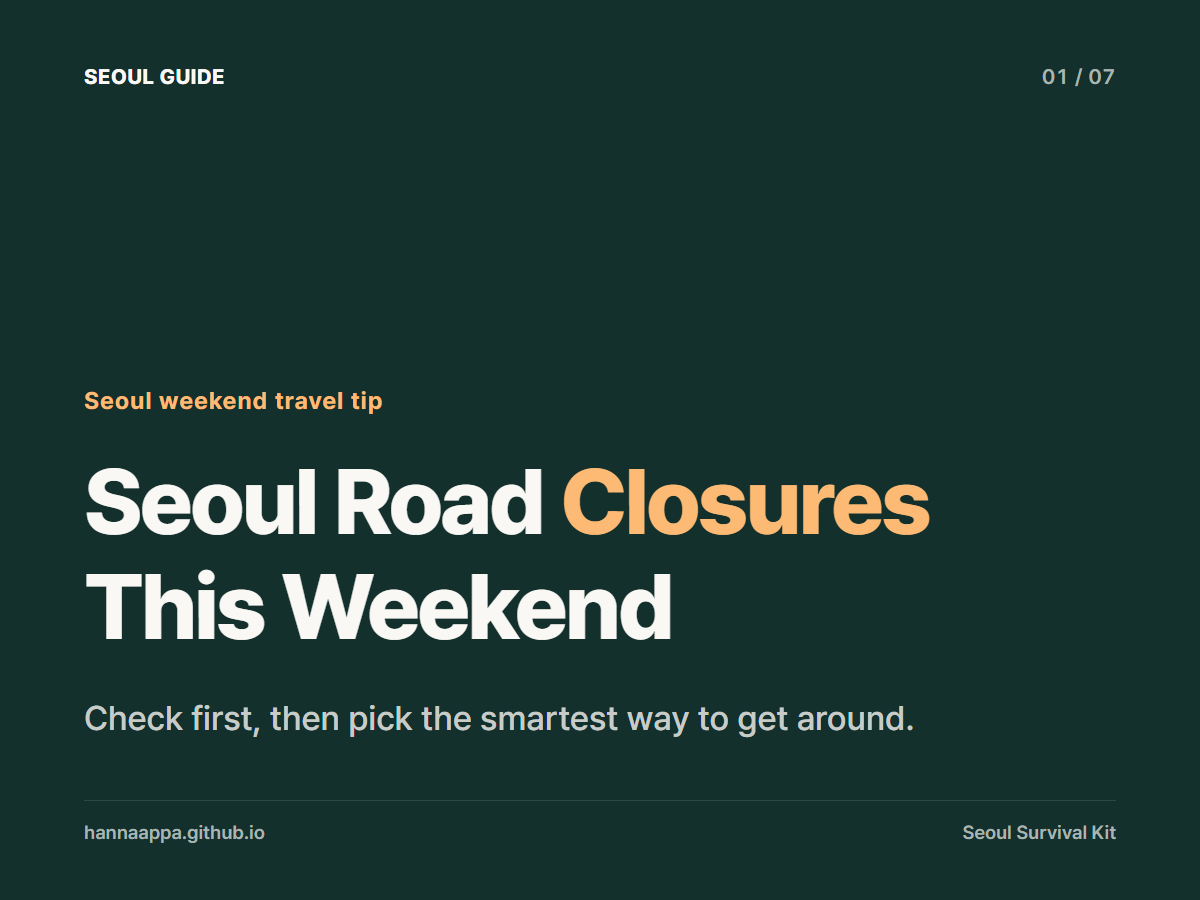 SEOUL GUIDE
01 / 07
Seoul weekend travel tip
Seoul Road Closures
This Weekend
Check first, then pick the smartest way to get around.
hannaappa.github.io
Seoul Survival Kit